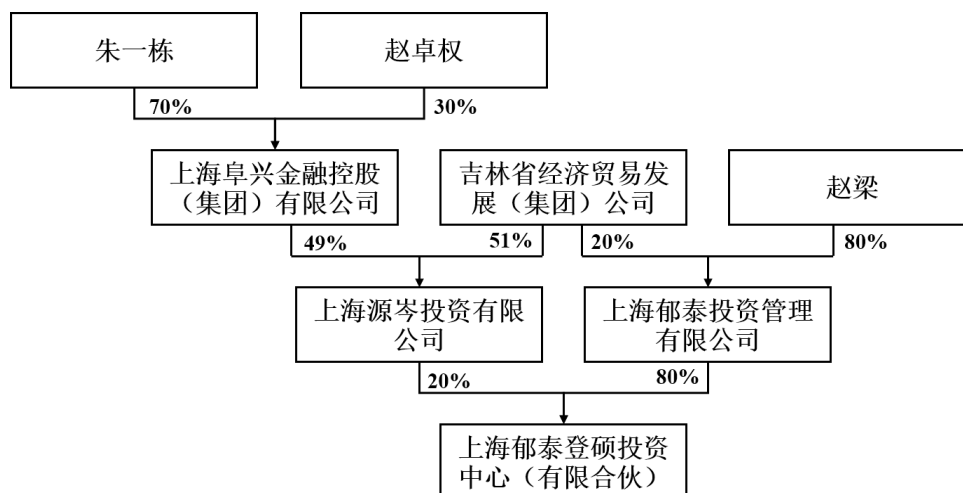 朱一栋
赵卓权
70%
30%
上海阜兴金融控股
（集团）有限公司
吉林省经济贸易发
展（集团）公司
赵梁
49%
51%
20%
80%
上海源岑投资有限
公司
上海郁泰投资管理
有限公司
20%
80%
上海郁泰登硕投资
中心（有限合伙）